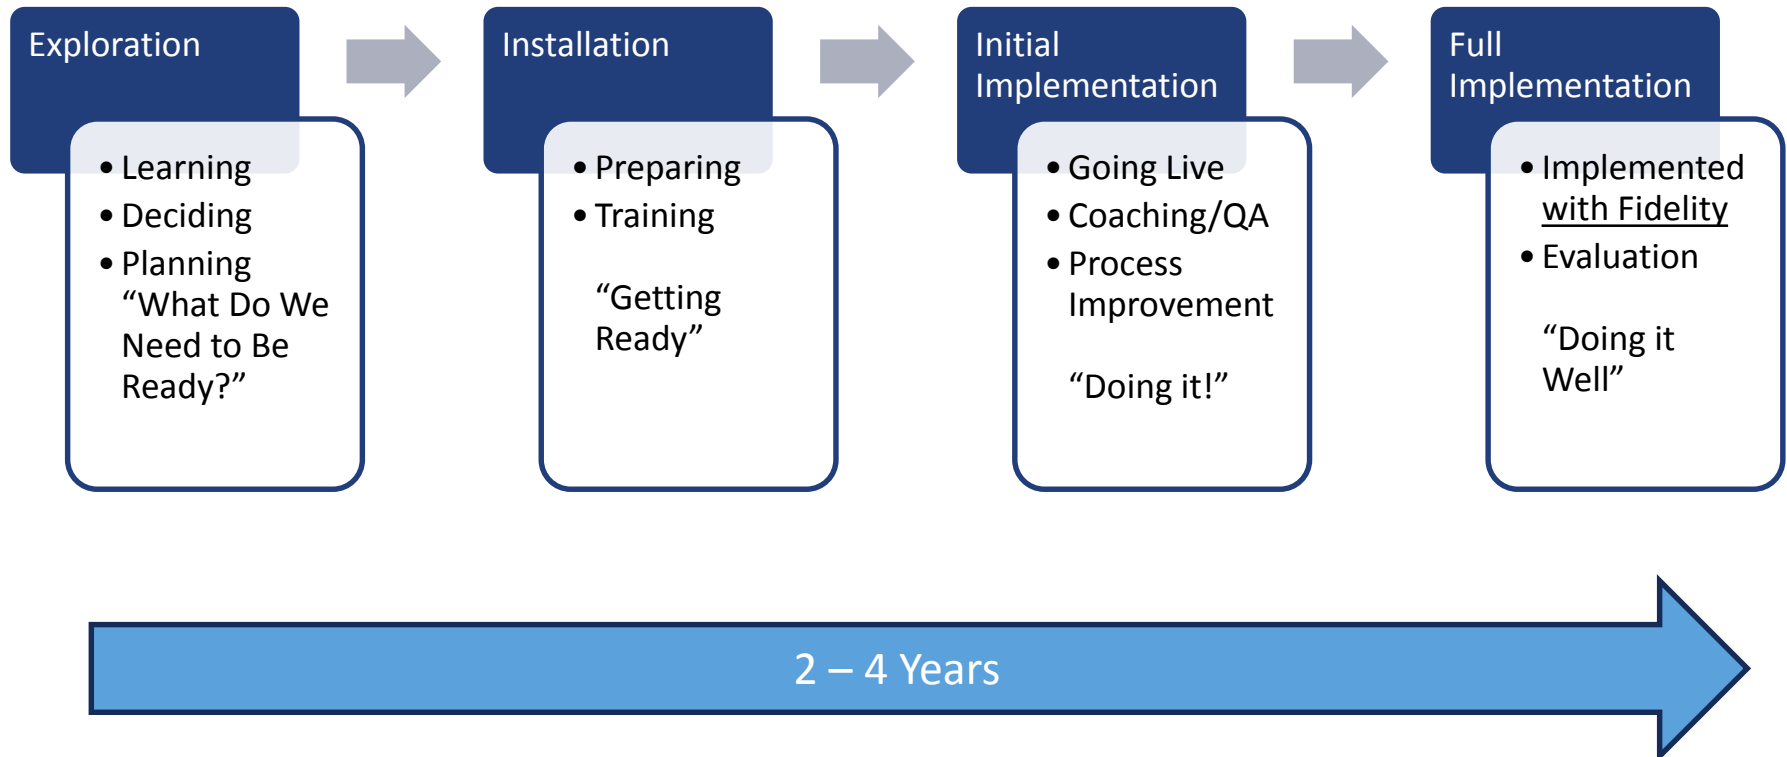 Exploration
• Learning
• Deciding
• Planning
“What Do We
Need to Be
Ready?”
Installation
• Preparing
• Training
“Getting
Ready”
Initial
Implementation
• Going Live
• Coaching/QA
• Process
Improvement
“Doing it!”
Full
Implementation
• Implemented
with Fidelity
• Evaluation
“Doing it
Well”
2 – 4 Years